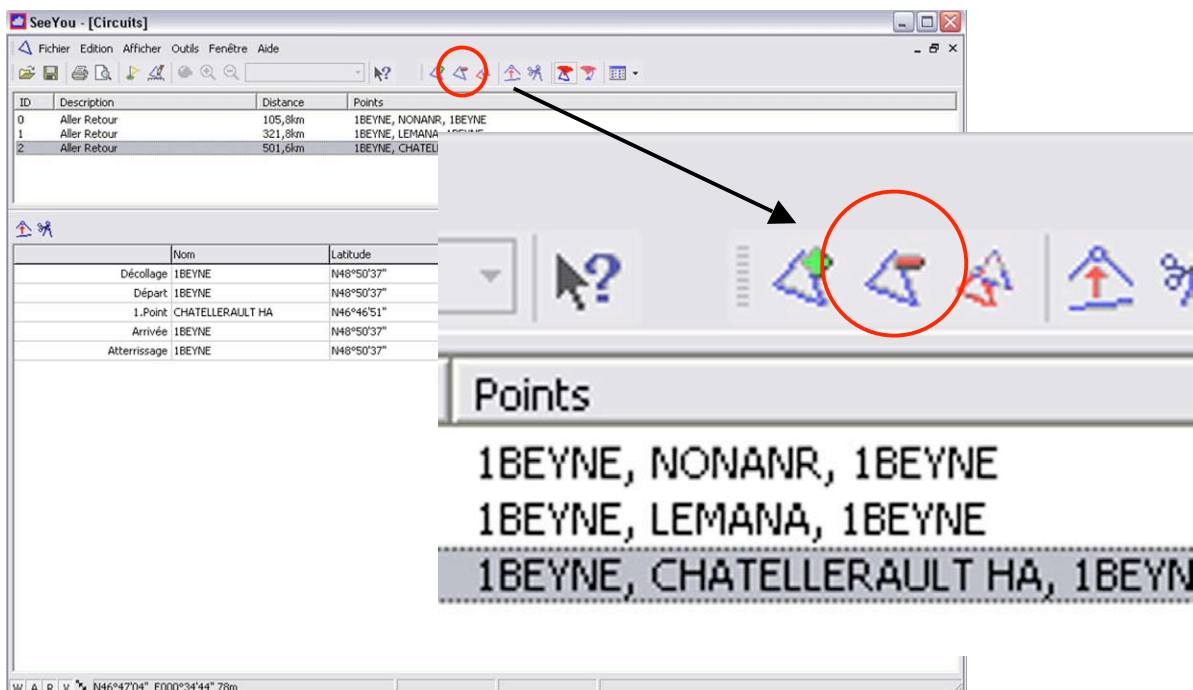 SeeYou - [Circuits]
Fichier Edition Afficher Outils Fenêtre Aide
ID Description Distance Points
0 Aller Retour 105,8km 1BEYNE, NONANR, 1BEYNE
1 Aller Retour 321,8km 1BEYNE, LEMANA, 1BEYNE
2 Aller Retour 501,6km 1BEYNE, CHATELL
Nom Latitude
Décollage 1BEYNE N48°50'37"
Départ 1BEYNE N48°50'37"
1.Point CHATELLERAULT HA N46°46'51"
Arrivée 1BEYNE N48°50'37"
Atterrissage 1BEYNE N48°50'37"
?
Points
1BEYNE, NONANR, 1BEYNE
1BEYNE, LEMANA, 1BEYNE
1BEYNE, CHATELLERAULT HA, 1BEYN
W A R V N46°47'04" E000°34'44" 78m